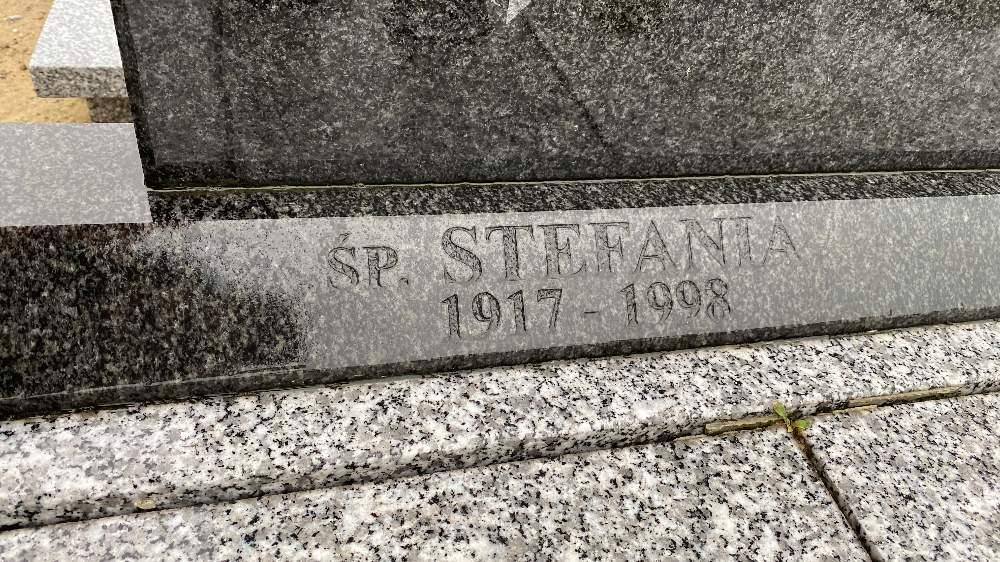 ŚP. STEFANIA
1917 - 1998